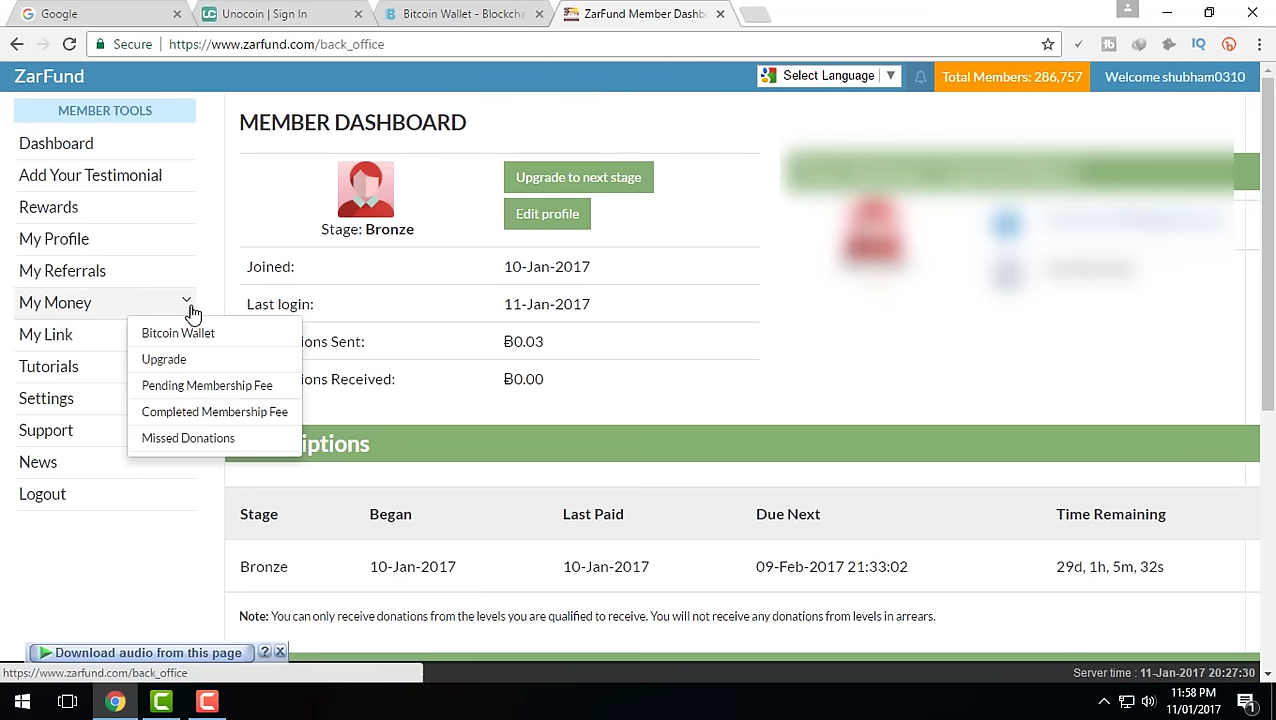 Google
Unocoin | Sign In
Bitcoin Wallet - Blockcha
ZarFund Member Dashb
Secure
https://www.zarfund.com/back_office
ZarFund
Select Language
Total Members: 286,757
Welcome shubham0310
MEMBER TOOLS
Dashboard
Add Your Testimonial
Rewards
My Profile
My Referrals
My Money
My Link
Tutorials
Settings
Support
News
Logout
Bitcoin Wallet
Upgrade
Pending Membership Fee
Completed Membership Fee
Missed Donations
MEMBER DASHBOARD
Upgrade to next stage
Edit profile
Stage: Bronze
Joined: 10-Jan-2017
Last login: 11-Jan-2017
ions Sent: Ƀ0.03
ions Received: Ƀ0.00
iptions
Stage Began Last Paid Due Next Time Remaining
Bronze 10-Jan-2017 10-Jan-2017 09-Feb-2017 21:33:02 29d, 1h, 5m, 32s
Note: You can only receive donations from the levels you are qualified to receive. You will not receive any donations from levels in arrears.
Download audio from this page
https://www.zarfund.com/back_office
Server time : 11-Jan-2017 20:27:30
11:58 PM
11/01/2017